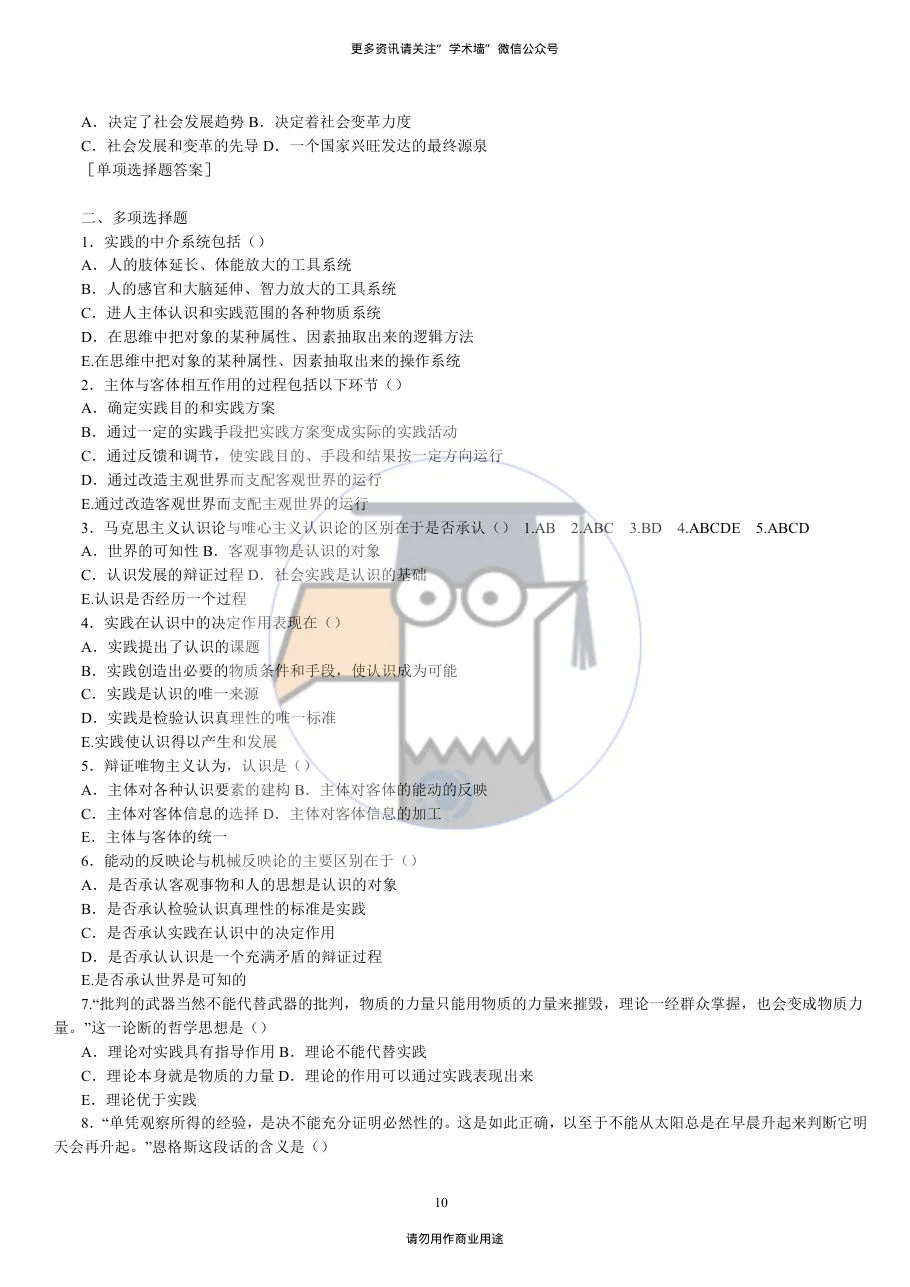 更多资讯请关注“学术墙”微信公众号
A．决定了社会发展趋势 B．决定着社会变革力度
C．社会发展和变革的先导 D．一个国家兴旺发达的最终源泉
［单项选择题答案］
二、多项选择题
1．实践的中介系统包括（）
A．人的肢体延长、体能放大的工具系统
B．人的感官和大脑延伸、智力放大的工具系统
C．进人主体认识和实践范围的各种物质系统
D．在思维中把对象的某种属性、因素抽取出来的逻辑方法
E.在思维中把对象的某种属性、因素抽取出来的操作系统
2．主体与客体相互作用的过程包括以下环节（）
A．确定实践目的和实践方案
B．通过一定的实践手段把实践方案变成实际的实践活动
C．通过反馈和调节，使实践目的、手段和结果按一定方向运行
D．通过改造主观世界而支配客观世界的运行
E.通过改造客观世界而支配主观世界的运行
3．马克思主义认识论与唯心主义认识论的区别在于是否承认（） 1.AB 2.ABC 3.BD 4.ABCDE 5.ABCD
A．世界的可知性 B．客观事物是认识的对象
C．认识发展的辩证过程 D．社会实践是认识的基础
E.认识是否经历一个过程
4．实践在认识中的决定作用表现在（）
A．实践提出了认识的课题
B．实践创造出必要的物质条件和手段，使认识成为可能
C．实践是认识的唯一来源
D．实践是检验认识真理性的唯一标准
E.实践使认识得以产生和发展
5．辩证唯物主义认为，认识是（）
A．主体对各种认识要素的建构 B．主体对客体的能动的反映
C．主体对客体信息的选择 D．主体对客体信息的加工
E．主体与客体的统一
6．能动的反映论与机械反映论的主要区别在于（）
A．是否承认客观事物和人的思想是认识的对象
B．是否承认检验认识真理性的标准是实践
C．是否承认实践在认识中的决定作用
D．是否承认认识是一个充满矛盾的辩证过程
E.是否承认世界是可知的
7.“批判的武器当然不能代替武器的批判，物质的力量只能用物质的力量来摧毁，理论一经群众掌握，也会变成物质力
量。”这一论断的哲学思想是（）
A．理论对实践具有指导作用 B．理论不能代替实践
C．理论本身就是物质的力量 D．理论的作用可以通过实践表现出来
E．理论优于实践
8．“单凭观察所得的经验，是决不能充分证明必然性的。这是如此正确，以至于不能从太阳总是在早晨升起来判断它明
天会再升起。”恩格斯这段话的含义是（）
10
请勿用作商业用途